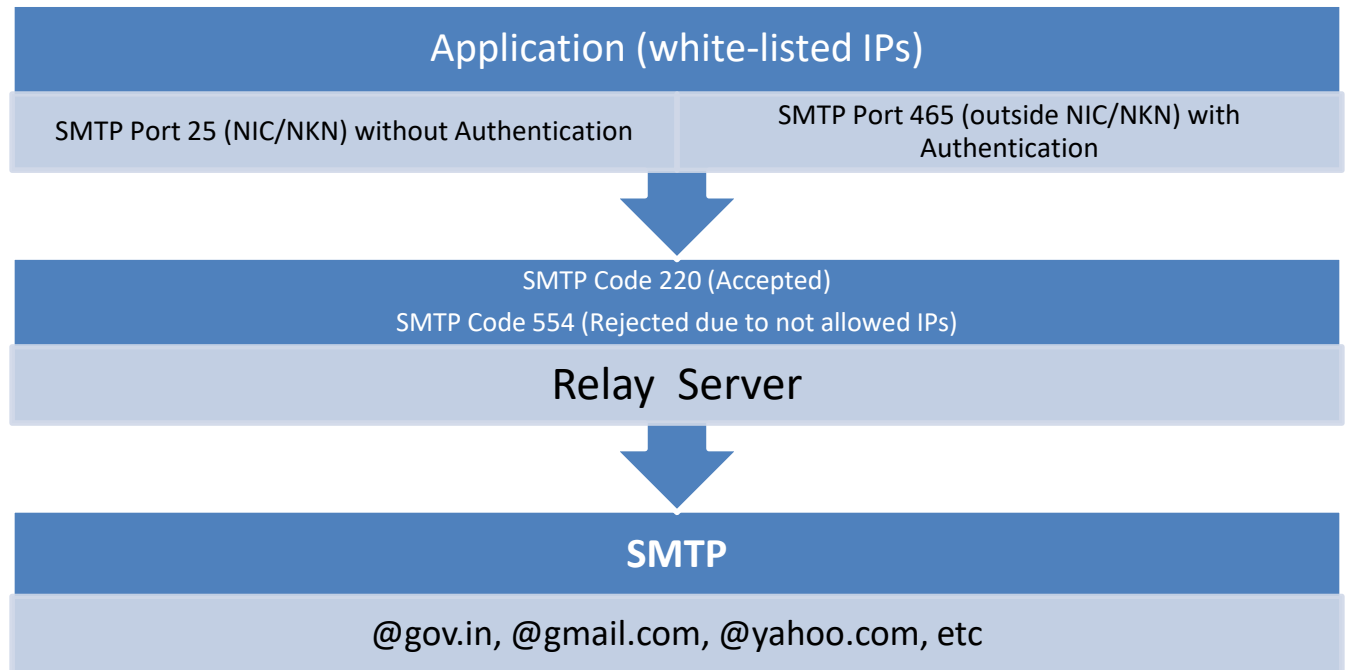 Application (white-listed IPs)
SMTP Port 25 (NIC/NKN) without Authentication
SMTP Port 465 (outside NIC/NKN) with
Authentication
SMTP Code 220 (Accepted)
SMTP Code 554 (Rejected due to not allowed IPs)
Relay Server
SMTP
@gov.in, @gmail.com, @yahoo.com, etc